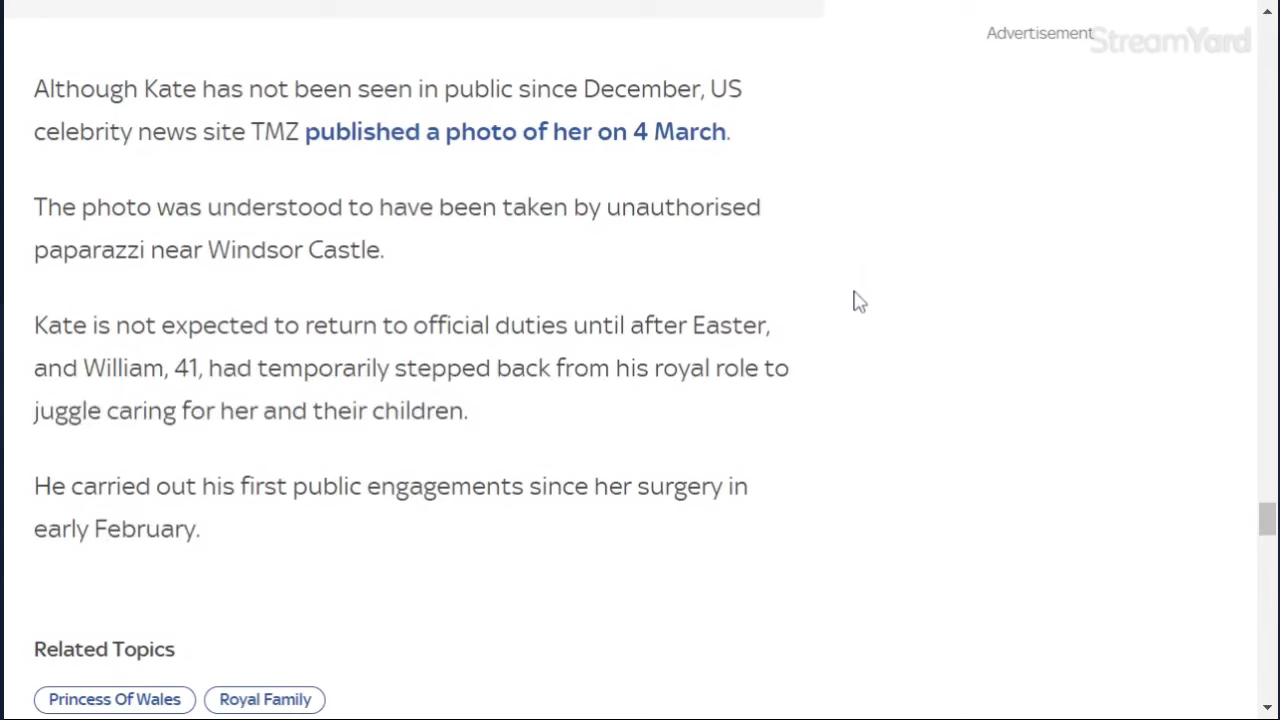 Advertisement
StreamYard
Although Kate has not been seen in public since December, US
celebrity news site TMZ published a photo of her on 4 March.
The photo was understood to have been taken by unauthorised
paparazzi near Windsor Castle.
Kate is not expected to return to official duties until after Easter,
and William, 41, had temporarily stepped back from his royal role to
juggle caring for her and their children.
He carried out his first public engagements since her surgery in
early February.
Related Topics
Princess Of Wales
Royal Family